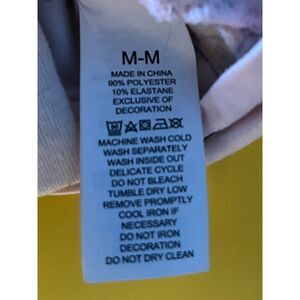 M-M
MADE IN CHINA
90% POLYESTER
10% ELASTANE
EXCLUSIVE OF
DECORATION
MACHINE WASH COLD
WASH SEPARATELY
WASH INSIDE OUT
DELICATE CYCLE
DO NOT BLEACH
TUMBLE DRY LOW
REMOVE PROMPTLY
COOL IRON IF
NECESSARY
DO NOT IRON
DECORATION
DO NOT DRY CLEAN